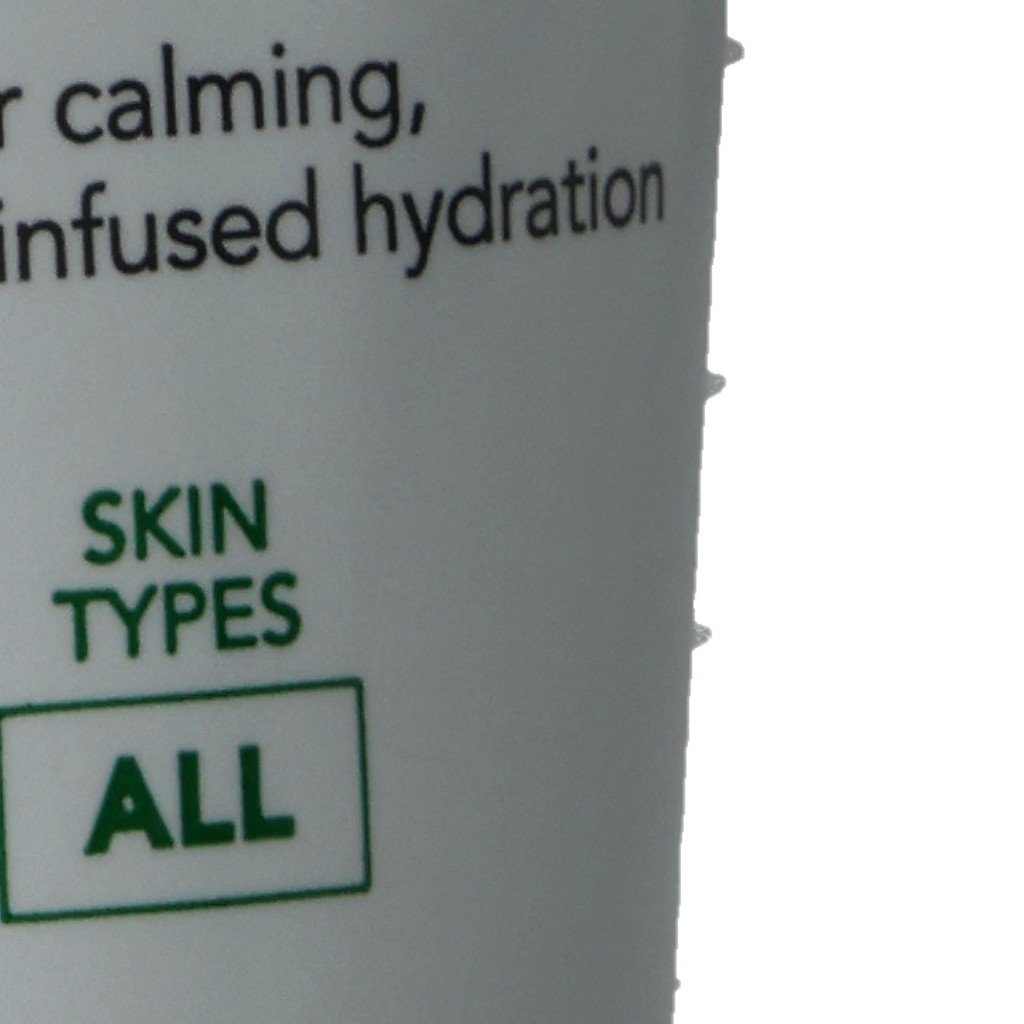 r calming,
infused hydration
SKIN
TYPES
ALL